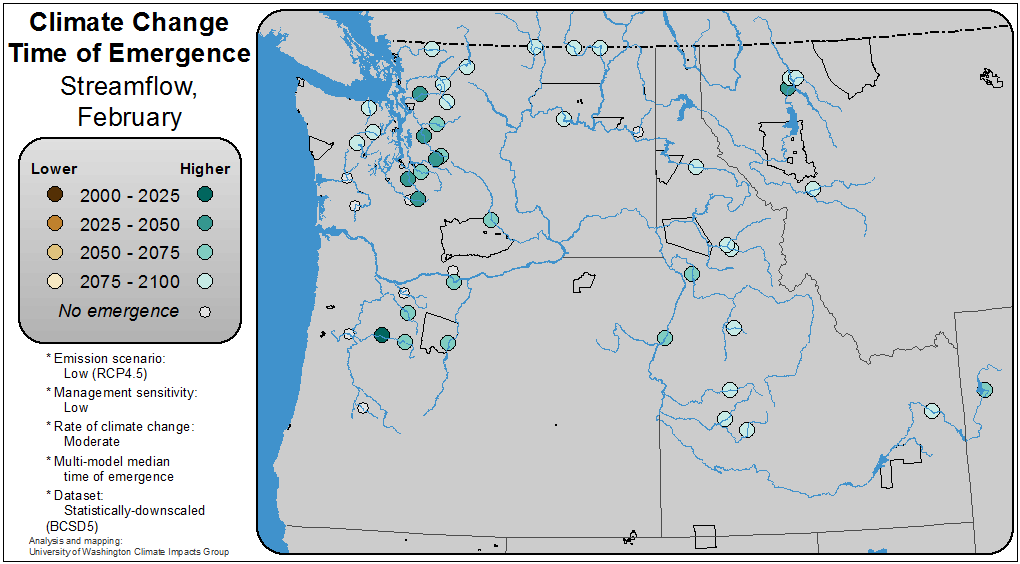 Climate Change
Time of Emergence
Streamflow,
February
Lower Higher
2000 - 2025
2025 - 2050
2050 - 2075
2075 - 2100
No emergence
* Emission scenario:
Low (RCP4.5)
* Management sensitivity:
Low
* Rate of climate change:
Moderate
* Multi-model median
time of emergence
* Dataset:
Statistically-downscaled
(BCSD5)
Analysis and mapping:
University of Washington Climate Impacts Group